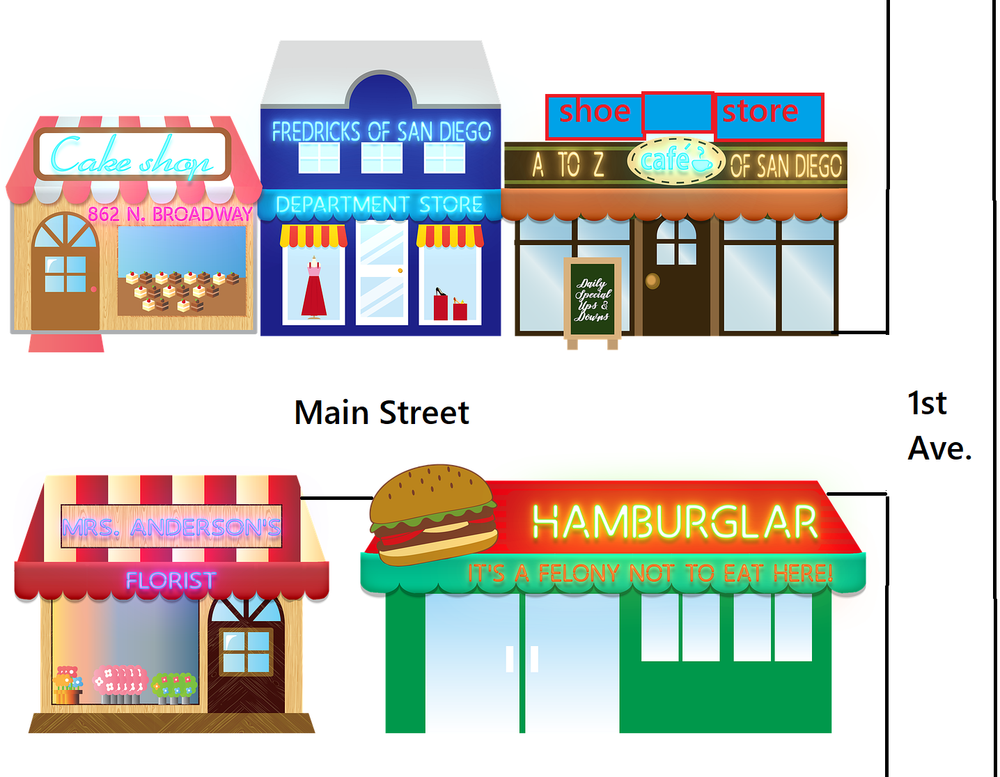 Cake shop
862 N. BROADWAY
FREDRICKS OF SAN DIEGO
DEPARTMENT STORE
shoe store
A TO Z café OF SAN DIEGO
Daily
Special
Ups &
Downs
Main Street
1st
Ave.
MRS. ANDERSON'S
FLORIST
HAMBURGLAR
IT'S A FELONY NOT TO EAT HERE!